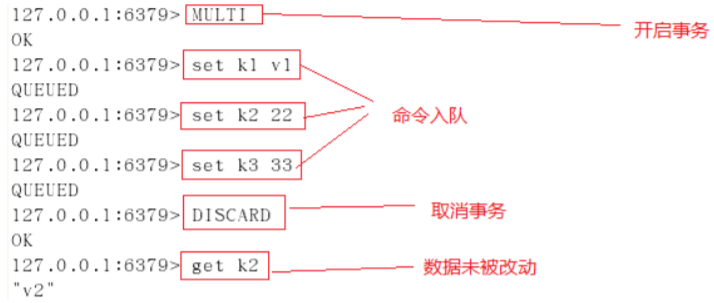 127.0.0.1:6379> MULTI
开启事务
OK
127.0.0.1:6379> set k1 v1
QUEUED
127.0.0.1:6379> set k2 22
命令入队
QUEUED
127.0.0.1:6379> set k3 33
QUEUED
127.0.0.1:6379> DISCARD
取消事务
OK
127.0.0.1:6379> get k2
数据未被改动
"v2"